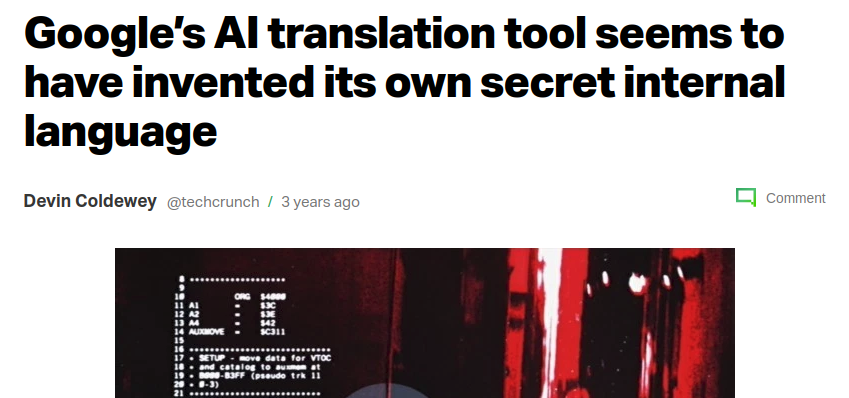 Google’s AI translation tool seems to
have invented its own secret internal
language
Devin Coldewey @techcrunch / 3 years ago
Comment
8 *******************
9
10 ORG $4000
11 A1 = $3C
12 A2 = $3E
13 A4 = $42
14 AUXMOVE = $C311
15
16 ****************************
17 * SETUP - move data for VTOC
18 * and catalog to auxmem at
19 * B000-B3FF (pseudo trk 11
20 * 0-3)
21 **************************